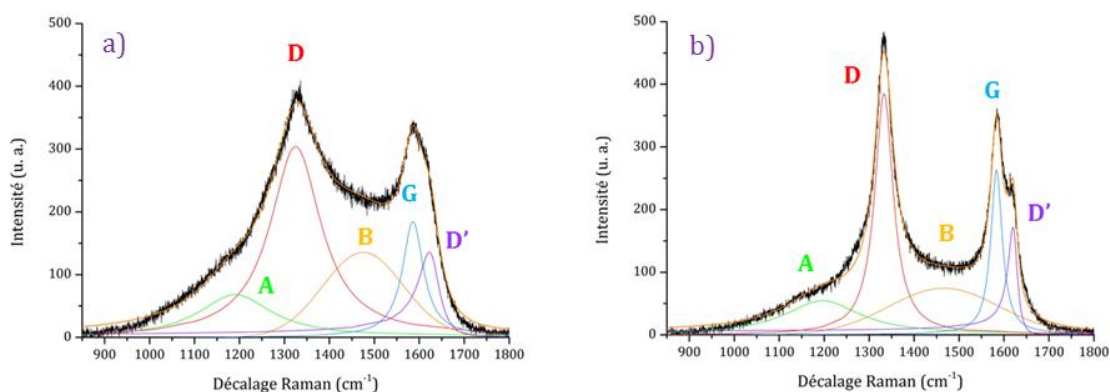 a)
500
400
300
200
100
0
Intensité (u. a.)
D
G
B
D’
A
900 1000 1100 1200 1300 1400 1500 1600 1700 1800
Décalage Raman (cm⁻¹)
b)
500
400
300
200
100
0
Intensité (u. a.)
D
G
D’
B
A
900 1000 1100 1200 1300 1400 1500 1600 1700 1800
Décalage Raman (cm⁻¹)